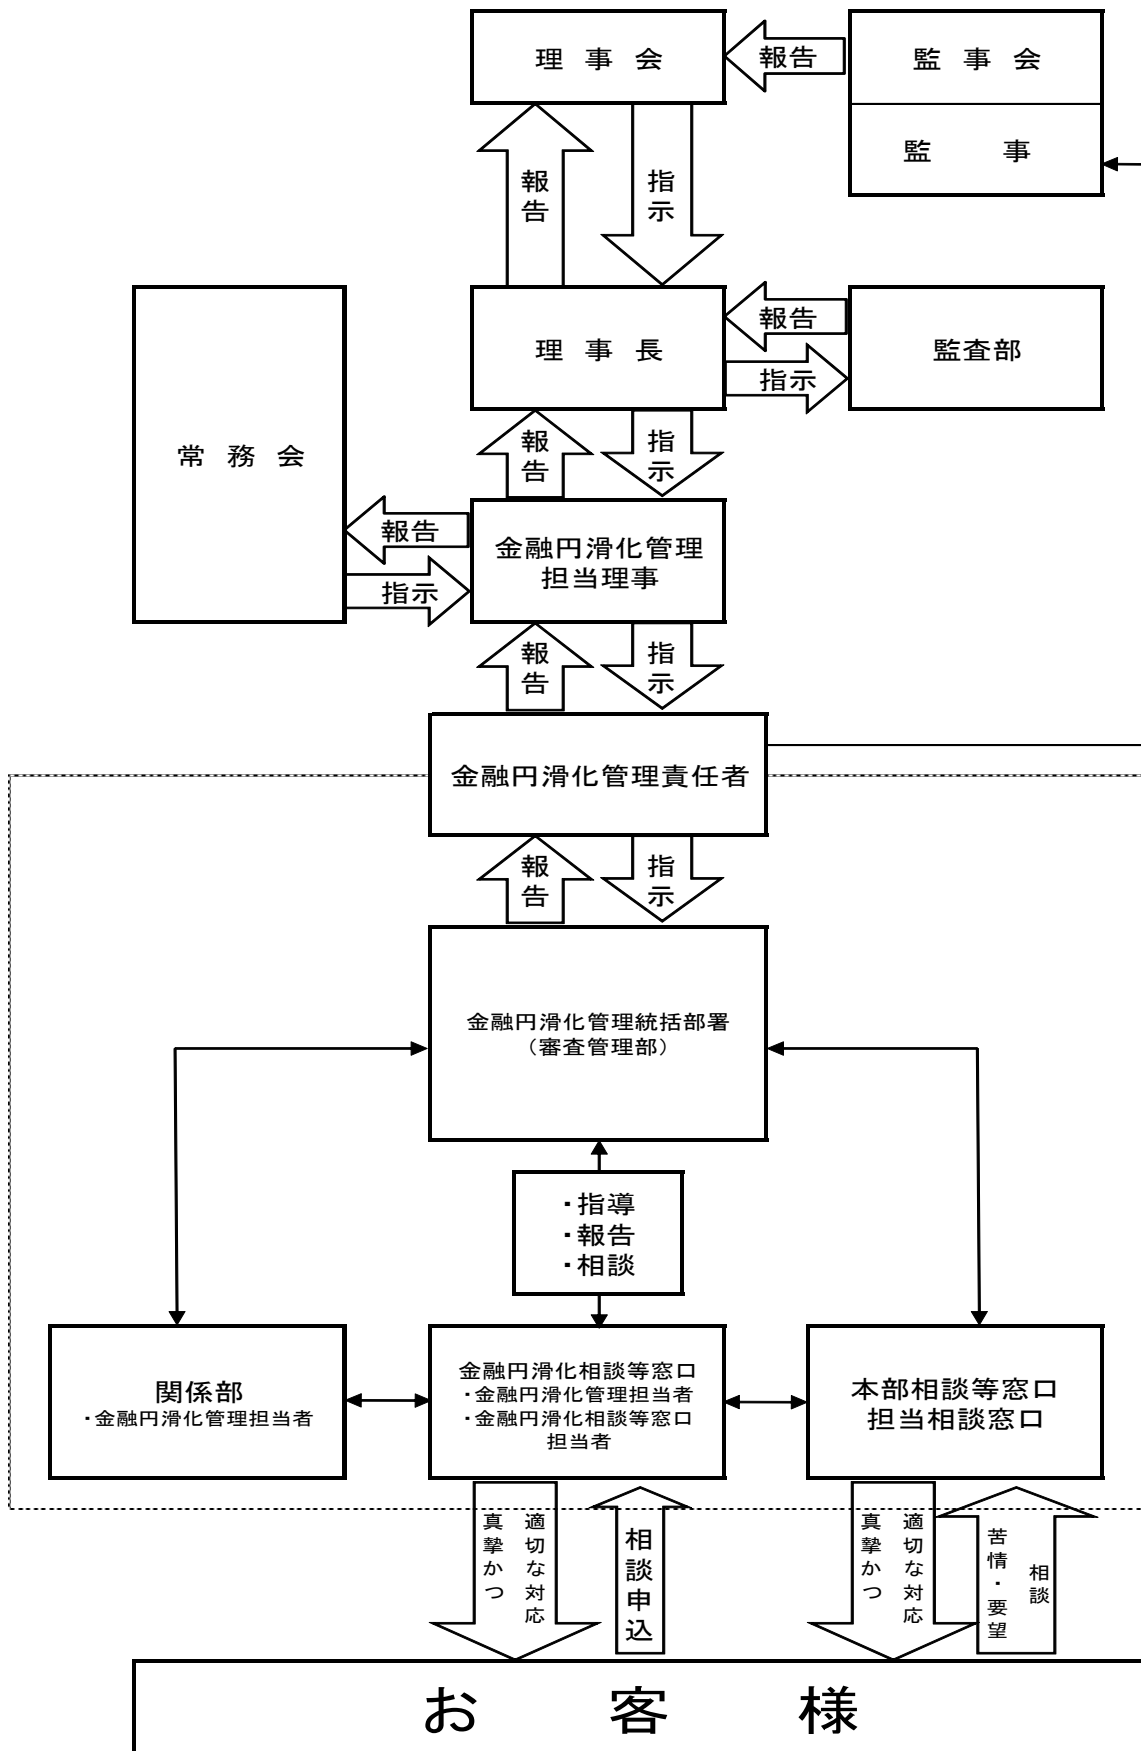 理事会
報告
監事会
監事
報告
指示
理事長
報告
指示
監査部
常務会
報告
指示
報告
指示
金融円滑化管理
担当理事
報告
指示
金融円滑化管理責任者
報告
指示
金融円滑化管理統括部署
（審査管理部）
・指導
・報告
・相談
関係部
・金融円滑化管理担当者
金融円滑化相談等窓口
・金融円滑化管理担当者
・金融円滑化相談等窓口
担当者
本部相談等窓口
担当相談窓口
真摯かつ
適切な対応
相談申込
真摯かつ
適切な対応
苦情・要望
相談
お客様